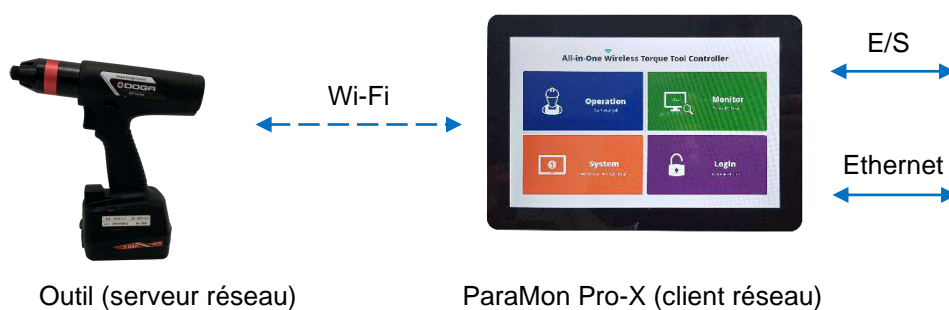 E/S
All-in-One Wireless Torque Tool Controller
DOGA
Wi-Fi
Operation
Monitor
System
Login
Ethernet
Outil (serveur réseau)
ParaMon Pro-X (client réseau)